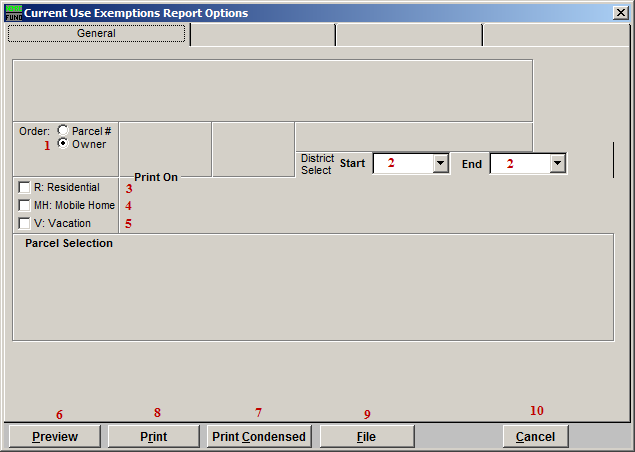 FUND Current Use Exemptions Report Options
General
Order: Parcel #
1 Owner
District Select Start 2 End 2
Print On
R: Residential 3
MH: Mobile Home 4
V: Vacation 5
Parcel Selection
6 8 7 9 10
Preview Print Print Condensed File Cancel